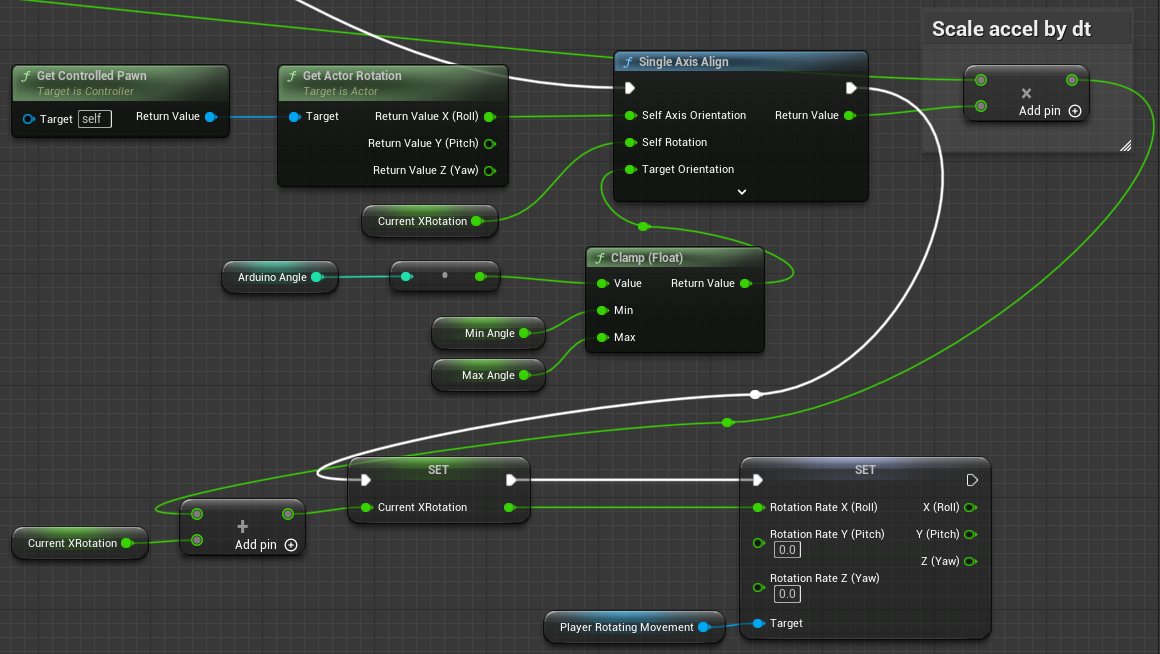 Scale accel by dt
Get Controlled Pawn
Target is Controller
Target self
Return Value
Get Actor Rotation
Target is Actor
Target
Return Value X (Roll)
Return Value Y (Pitch)
Return Value Z (Yaw)
Single Axis Align
Self Axis Orientation
Return Value
Self Rotation
Target Orientation
×
Add pin
Current XRotation
Arduino Angle
Clamp (Float)
Value
Return Value
Min
Max
Min Angle
Max Angle
Current XRotation
+
Add pin
SET
Current XRotation
SET
Rotation Rate X (Roll)
X (Roll)
Rotation Rate Y (Pitch)
0.0
Y (Pitch)
Z (Yaw)
Rotation Rate Z (Yaw)
0.0
Target
Player Rotating Movement